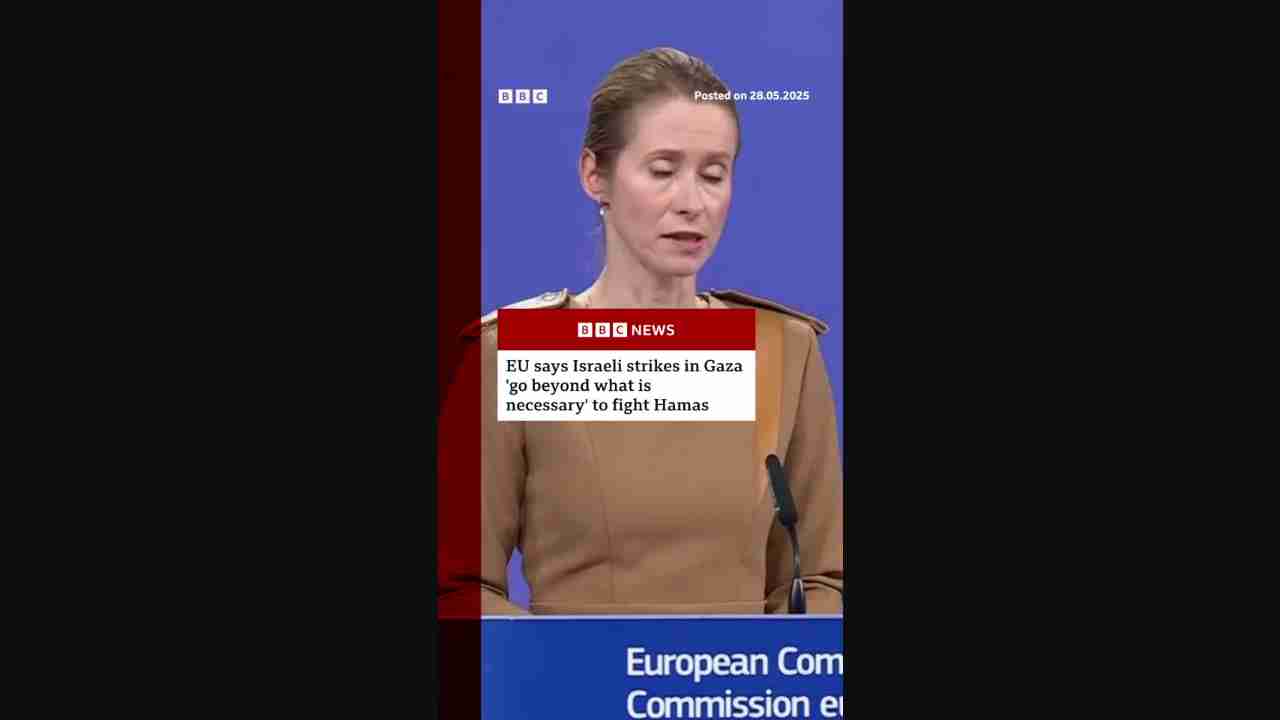 BBC
Posted on 28.05.2025
BBC NEWS
EU says Israeli strikes in Gaza
'go beyond what is
necessary' to fight Hamas
European Com
Commission e